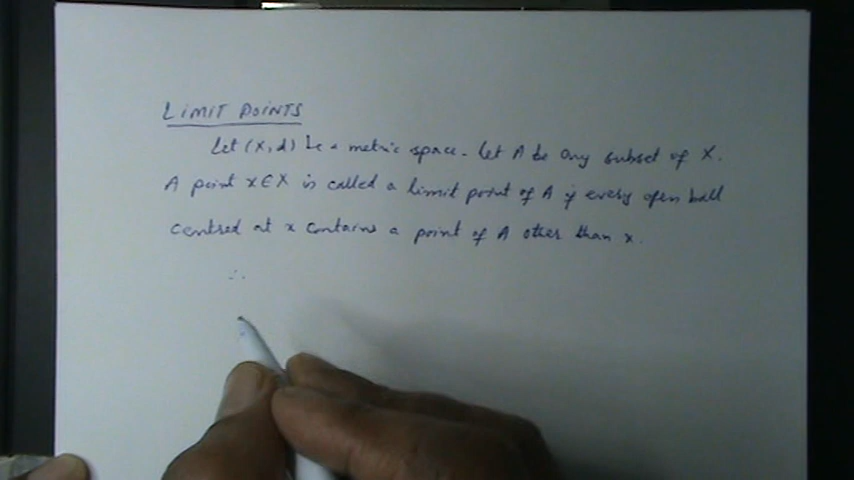 LIMIT POINTS
Let (X, d) be a metric space. Let A be any subset of X.
A point x ∈ X is called a limit point of A if every open ball
centred at x contains a point of A other than x.
∴